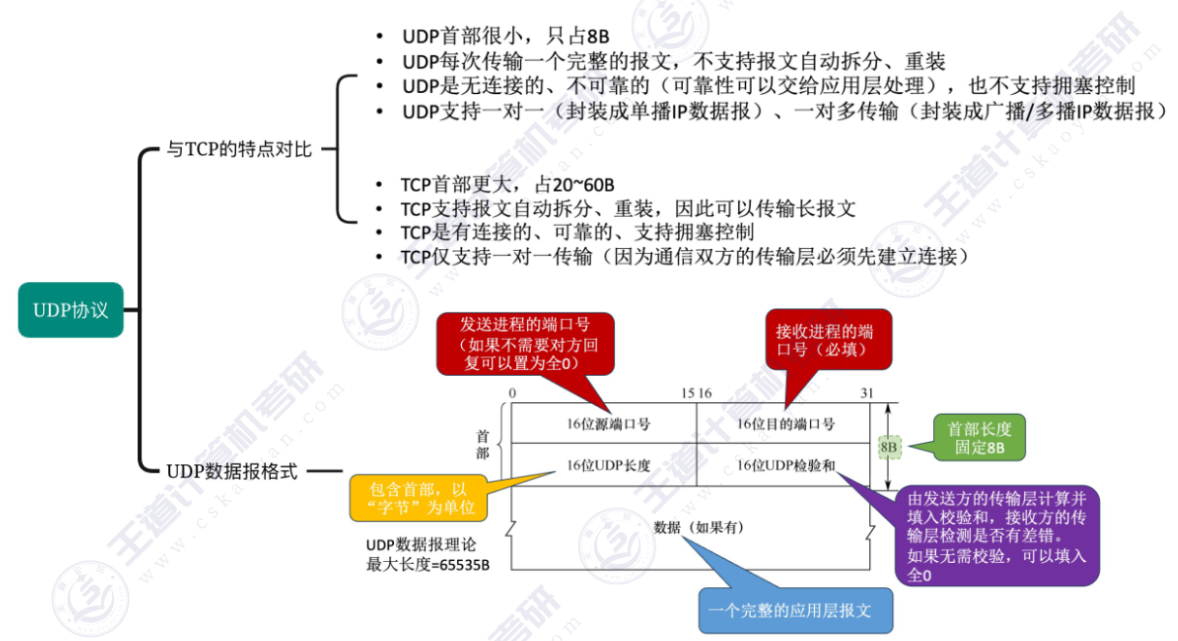 UDP首部很小，只占8B
UDP每次传输一个完整的报文，不支持报文自动拆分、重装
UDP是无连接的、不可靠的（可靠性可以交给应用层处理），也不支持拥塞控制
UDP支持一对一（封装成单播IP数据报）、一对多传输（封装成广播/多播IP数据报）
与TCP的特点对比
TCP首部更大，占20~60B
TCP支持报文自动拆分、重装，因此可以传输长报文
TCP是有连接的、可靠的、支持拥塞控制
TCP仅支持一对一传输（因为通信双方的传输层必须先建立连接）
UDP协议
发送进程的端口号
（如果不需要对方回
复可以置为全0）
接收进程的端
口号（必填）
0 15 16 31
16位源端口号 16位目的端口号
首
部
8B
首部长度
固定8B
UDP数据报格式
16位UDP长度 16位UDP检验和
包含首部，以
“字节”为单位
由发送方的传输层计算并
填入校验和，接收方的传
输层检测是否有差错。
如果无需校验，可以填入
全0
数据（如果有）
UDP数据报理论
最大长度=65535B
一个完整的应用层报文
王道计算机考研
www.cskaoyan.com